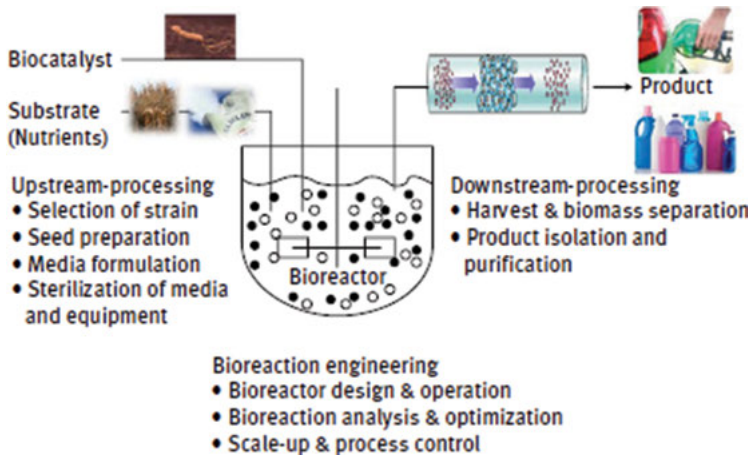 Biocatalyst
Substrate
(Nutrients)
Product
Upstream-processing
• Selection of strain
• Seed preparation
• Media formulation
• Sterilization of media
and equipment
Bioreactor
Downstream-processing
• Harvest & biomass separation
• Product isolation and
purification
Bioreaction engineering
• Bioreactor design & operation
• Bioreaction analysis & optimization
• Scale-up & process control